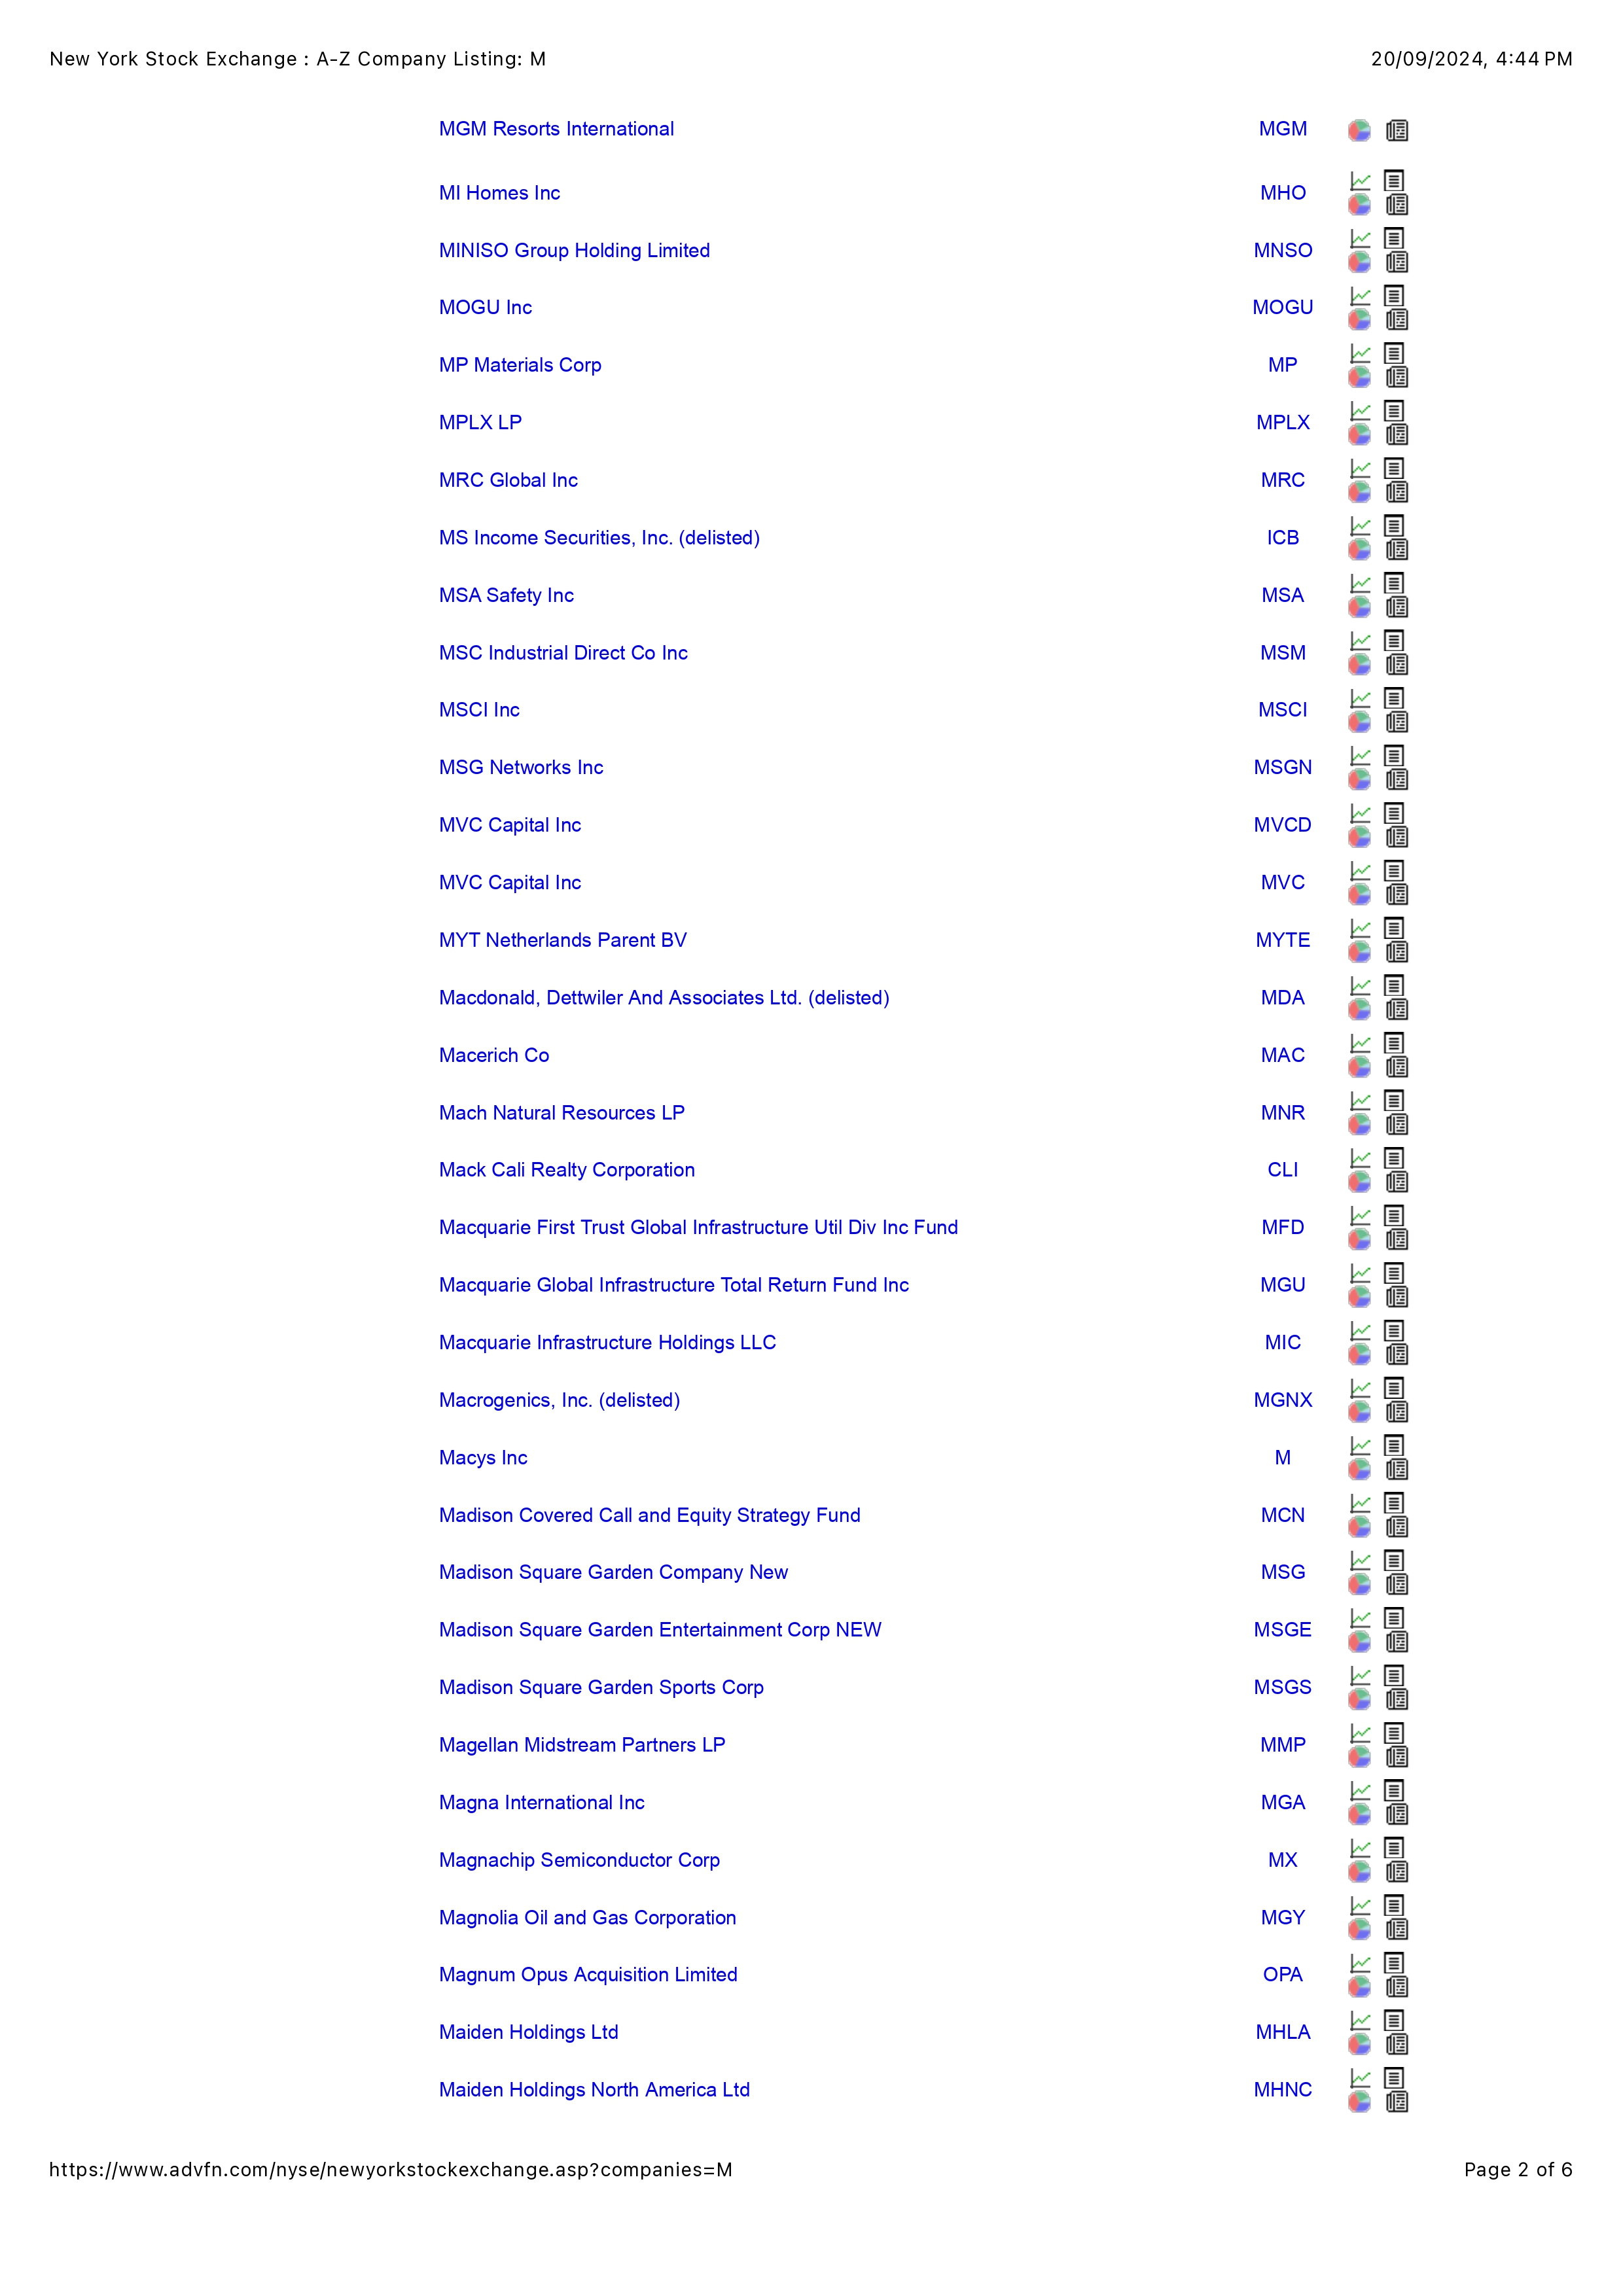 New York Stock Exchange : A-Z Company Listing: M 20/09/2024, 4:44 PM
MGM Resorts International MGM
MI Homes Inc MHO
MINISO Group Holding Limited MNSO
MOGU Inc MOGU
MP Materials Corp MP
MPLX LP MPLX
MRC Global Inc MRC
MS Income Securities, Inc. (delisted) ICB
MSA Safety Inc MSA
MSC Industrial Direct Co Inc MSM
MSCI Inc MSCI
MSG Networks Inc MSGN
MVC Capital Inc MVCD
MVC Capital Inc MVC
MYT Netherlands Parent BV MYTE
Macdonald, Dettwiler And Associates Ltd. (delisted) MDA
Macerich Co MAC
Mach Natural Resources LP MNR
Mack Cali Realty Corporation CLI
Macquarie First Trust Global Infrastructure Util Div Inc Fund MFD
Macquarie Global Infrastructure Total Return Fund Inc MGU
Macquarie Infrastructure Holdings LLC MIC
Macrogenics, Inc. (delisted) MGNX
Macys Inc M
Madison Covered Call and Equity Strategy Fund MCN
Madison Square Garden Company New MSG
Madison Square Garden Entertainment Corp NEW MSGE
Madison Square Garden Sports Corp MSGS
Magellan Midstream Partners LP MMP
Magna International Inc MGA
Magnachip Semiconductor Corp MX
Magnolia Oil and Gas Corporation MGY
Magnum Opus Acquisition Limited OPA
Maiden Holdings Ltd MHLA
Maiden Holdings North America Ltd MHNC
https://www.advfn.com/nyse/newyorkstockexchange.asp?companies=M Page 2 of 6